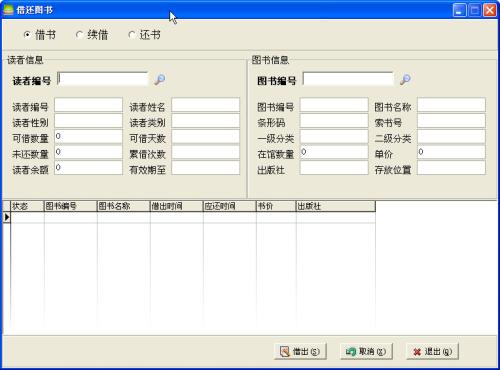 借还图书
借书 续借 还书
读者信息
读者编号
读者编号 读者姓名
读者性别 读者类别
可借数量 0 可借天数
未还数量 0 累借次数
读者余额 0 有效期至
图书信息
图书编号
图书编号 图书名称
条形码 索书号
一级分类 二级分类
在馆数量 0 单价 0
出版社 存放位置
状态 图书编号 图书名称 借出时间 应还时间 书价 出版社
借出(S) 取消(X) 退出(Q)